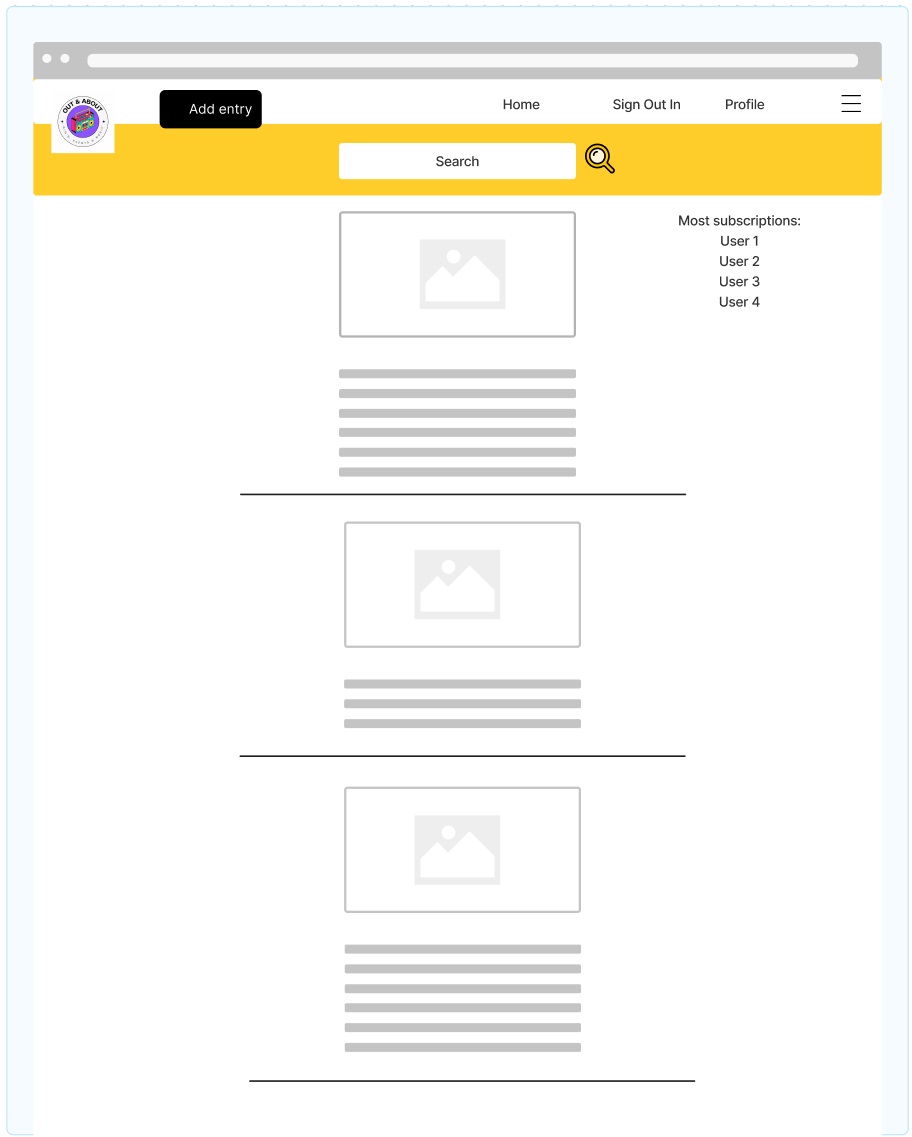 OUT & ABOUT
Add entry
Home
Sign Out In
Profile
Search
Most subscriptions:
User 1
User 2
User 3
User 4